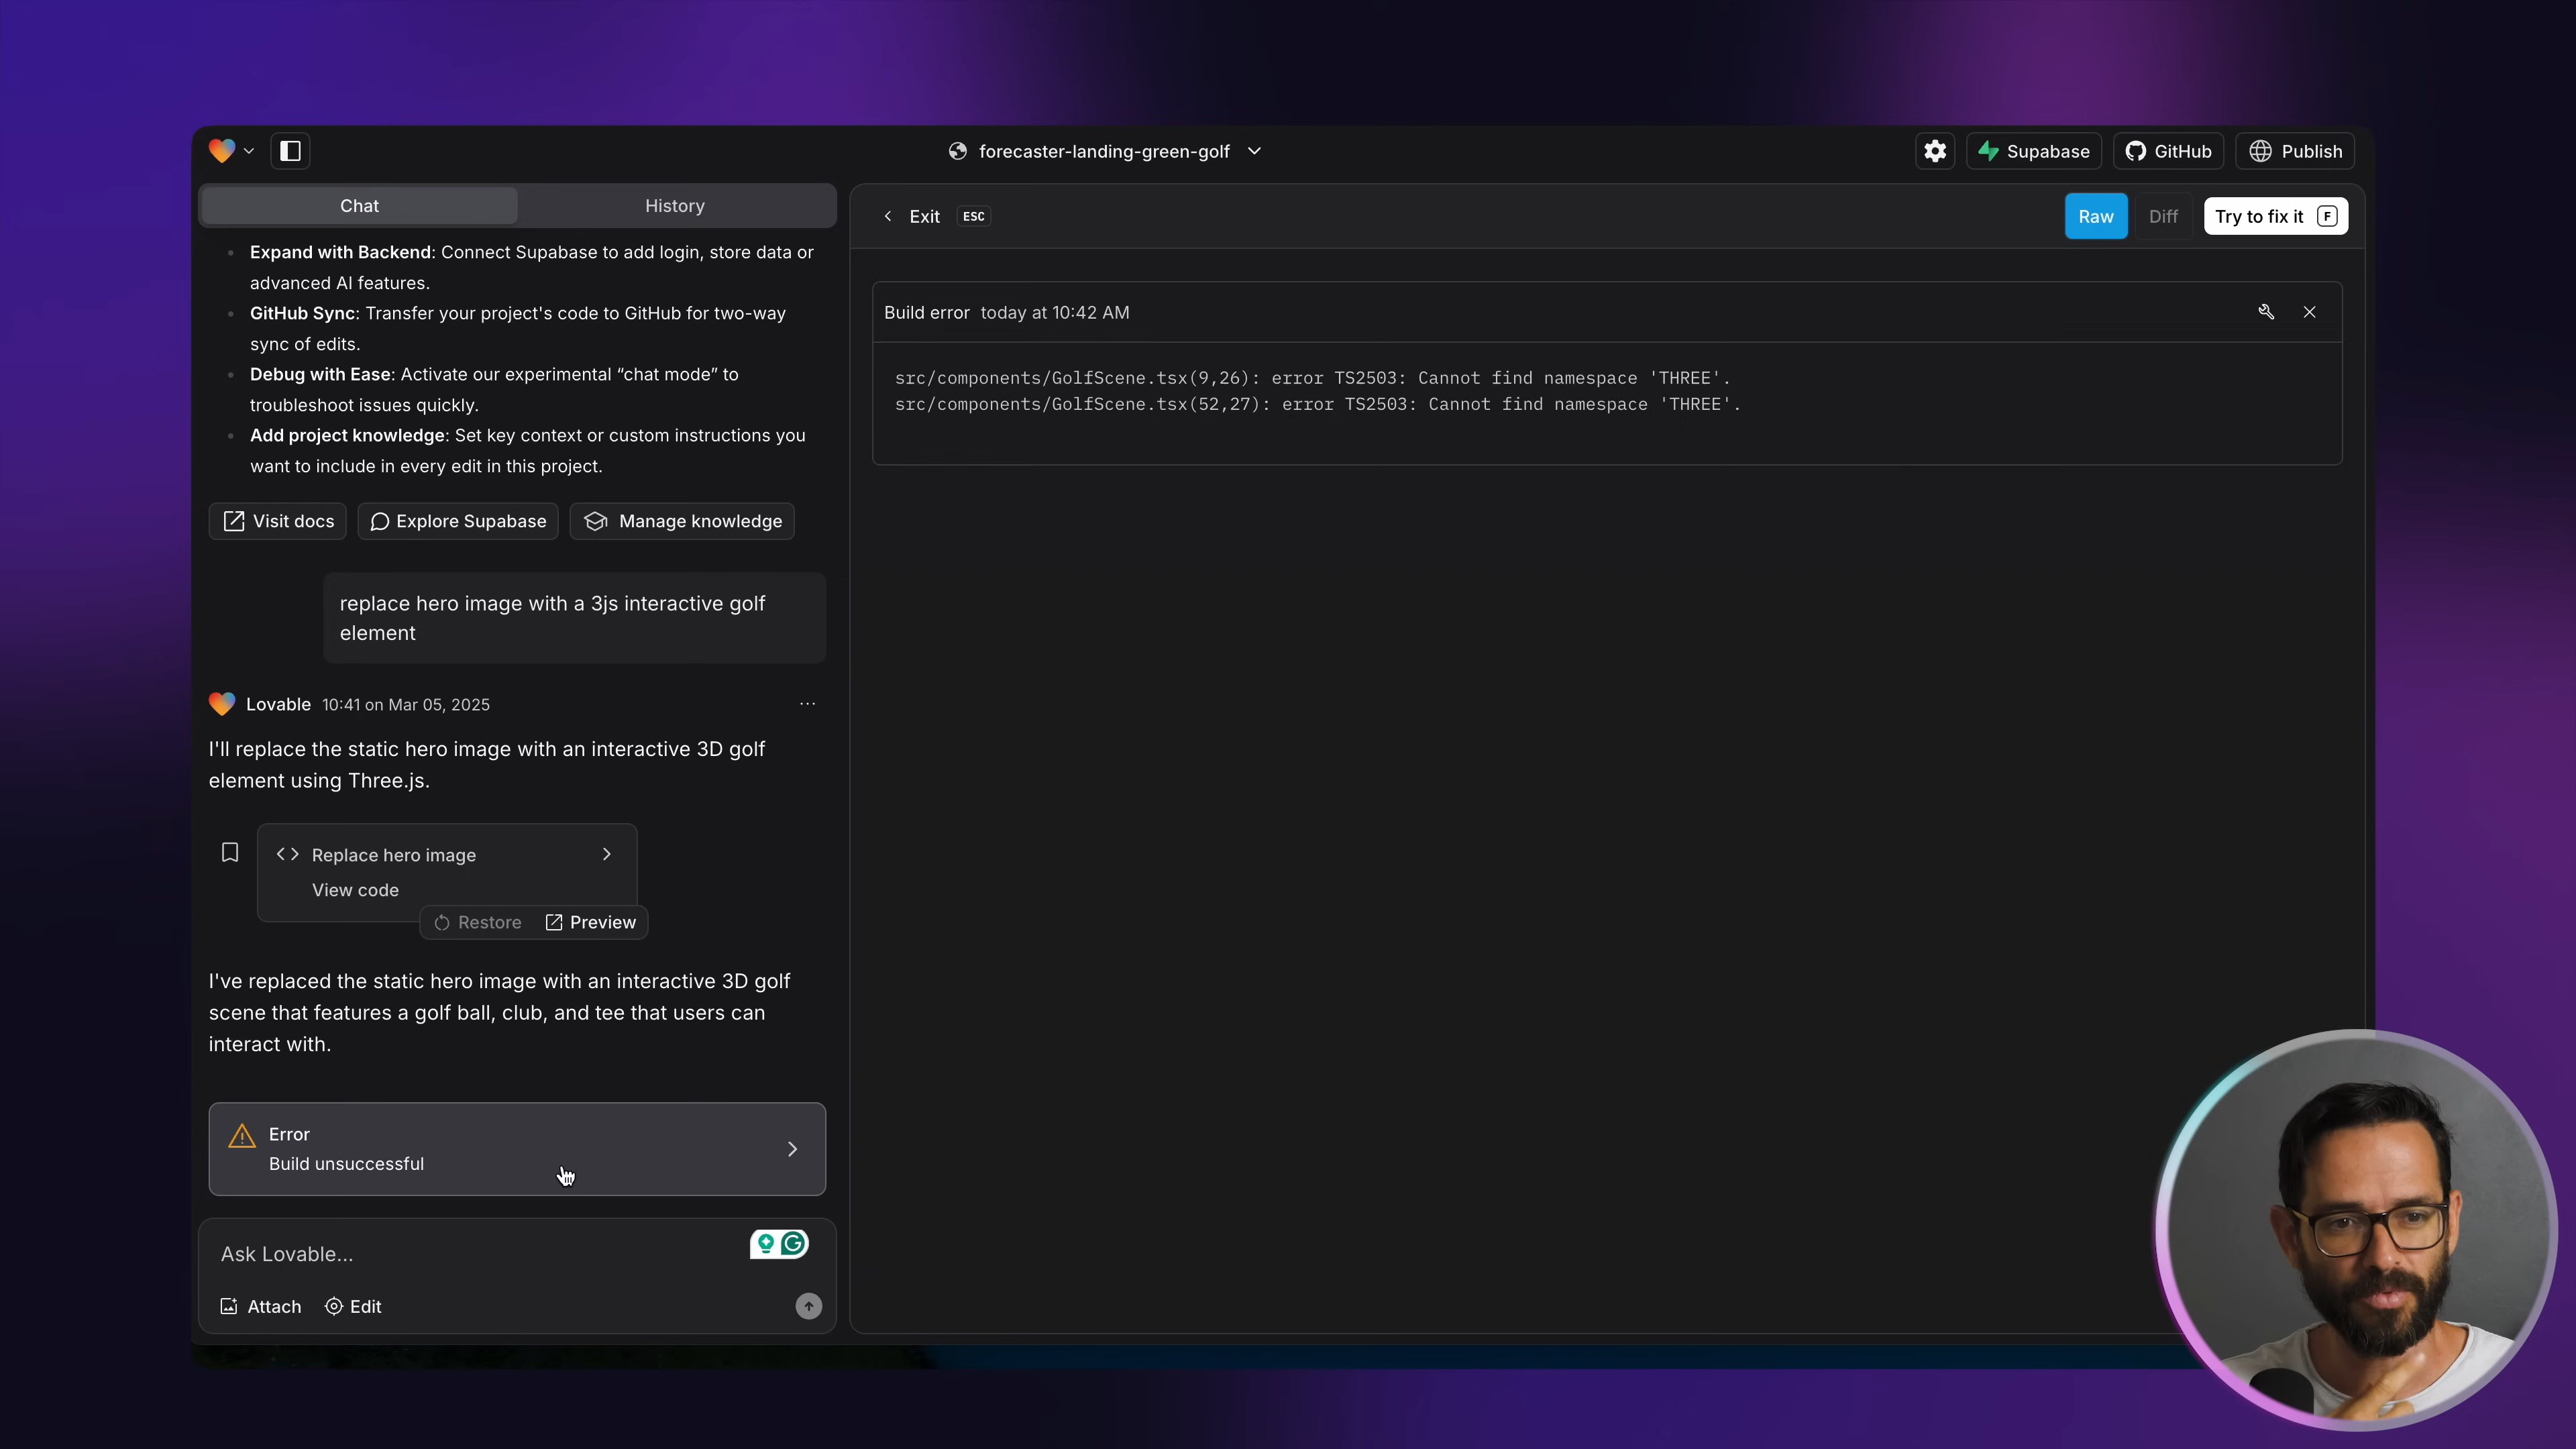 forecaster-landing-green-golf
Supabase
GitHub
Publish
Chat
History
Expand with Backend: Connect Supabase to add login, store data or
advanced AI features.
GitHub Sync: Transfer your project's code to GitHub for two-way
sync of edits.
Debug with Ease: Activate our experimental “chat mode” to
troubleshoot issues quickly.
Add project knowledge: Set key context or custom instructions you
want to include in every edit in this project.
Visit docs
Explore Supabase
Manage knowledge
replace hero image with a 3js interactive golf
element
Lovable 10:41 on Mar 05, 2025
I'll replace the static hero image with an interactive 3D golf
element using Three.js.
Replace hero image
View code
Restore
Preview
I've replaced the static hero image with an interactive 3D golf
scene that features a golf ball, club, and tee that users can
interact with.
Error
Build unsuccessful
Ask Lovable...
Attach
Edit
Exit ESC
Raw
Diff
Try to fix it F
Build error today at 10:42 AM
src/components/GolfScene.tsx(9,26): error TS2503: Cannot find namespace 'THREE'.
src/components/GolfScene.tsx(52,27): error TS2503: Cannot find namespace 'THREE'.